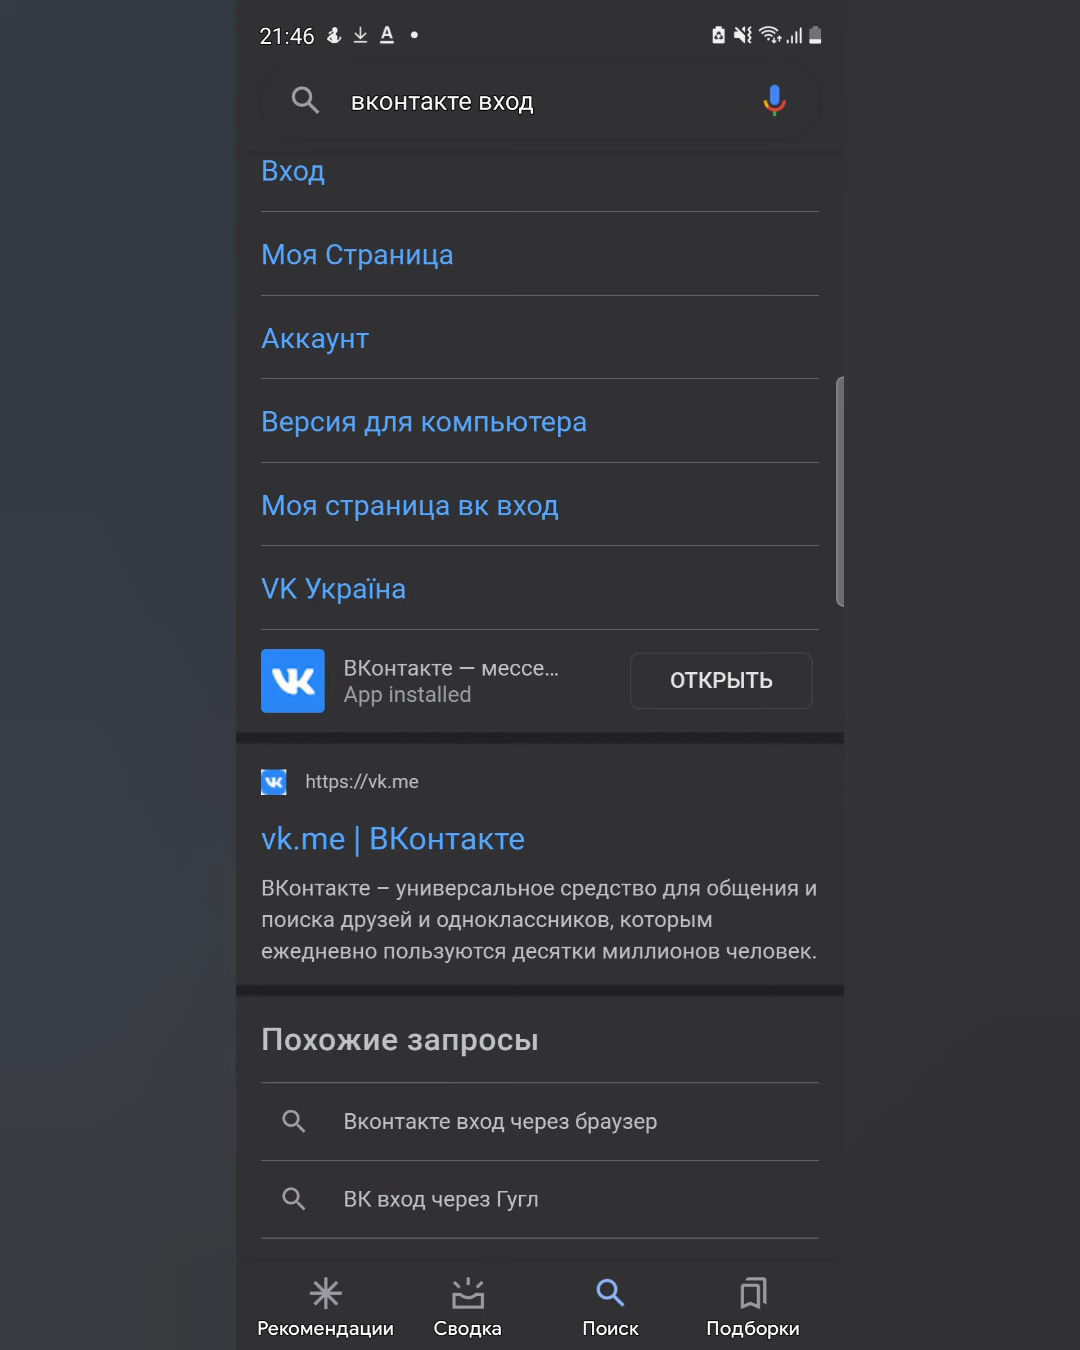 21:46
вконтакте вход
Вход
Моя Страница
Аккаунт
Версия для компьютера
Моя страница вк вход
VK Україна
ВКонтакте — мессе...
App installed
ОТКРЫТЬ
https://vk.me
vk.me | ВКонтакте
ВКонтакте – универсальное средство для общения и
поиска друзей и одноклассников, которым
ежедневно пользуются десятки миллионов человек.
Похожие запросы
Вконтакте вход через браузер
ВК вход через Гугл
Рекомендации
Сводка
Поиск
Подборки